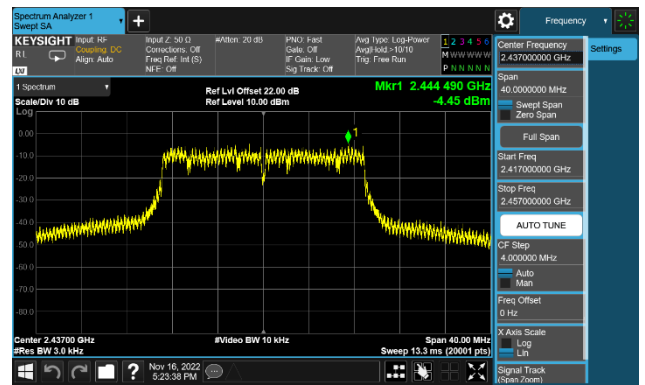 Spectrum Analyzer 1
Swept SA
+
Frequency
KEYSIGHT
RL
LXI
Input: RF
Coupling: DC
Align: Auto
Input Z: 50 Ω
Corrections: Off
Freq Ref: Int (S)
NFE: Off
#Atten: 20 dB
PNO: Fast
Gate: Off
IF Gain: Low
Sig Track: Off
Avg Type: Log-Power
Avg|Hold:>10/10
Trig: Free Run
1 2 3 4 5 6
M W W W W W
P N N N N N
1 Spectrum
Scale/Div 10 dB
Log
Ref Lvl Offset 22.00 dB
Ref Level 10.00 dBm
Mkr1 2.444 490 GHz
-4.45 dBm
1
0.00
-10.0
-20.0
-30.0
-40.0
-50.0
-60.0
-70.0
-80.0
Center 2.43700 GHz
#Res BW 3.0 kHz
#Video BW 10 kHz
Span 40.00 MHz
Sweep 13.3 ms (20001 pts)
Nov 16, 2022
5:23:38 PM
?
Center Frequency
2.437000000 GHz
Span
40.0000000 MHz
Swept Span
Zero Span
Full Span
Start Freq
2.417000000 GHz
Stop Freq
2.457000000 GHz
AUTO TUNE
CF Step
4.000000 MHz
Auto
Man
Freq Offset
0 Hz
X Axis Scale
Log
Lin
Signal Track
(Span Zoom)
Settings